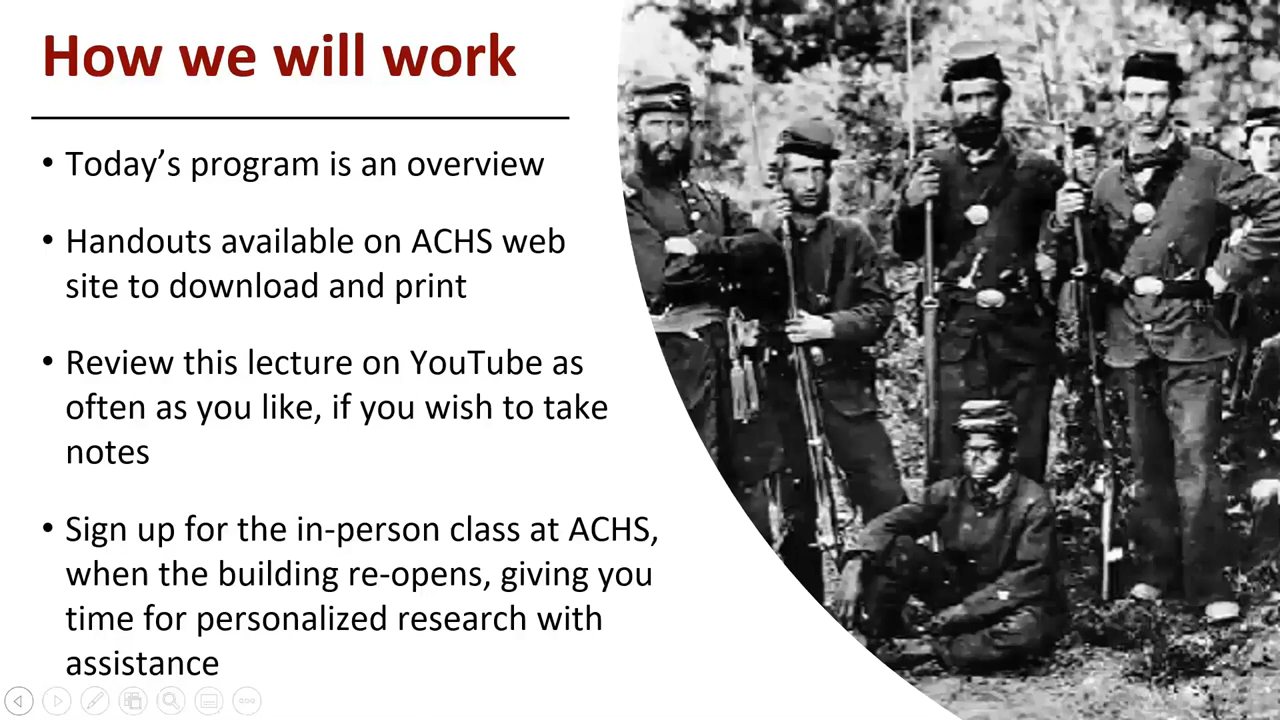 How we will work
• Today’s program is an overview
• Handouts available on ACHS web
site to download and print
• Review this lecture on YouTube as
often as you like, if you wish to take
notes
• Sign up for the in-person class at ACHS,
when the building re-opens, giving you
time for personalized research with
assistance